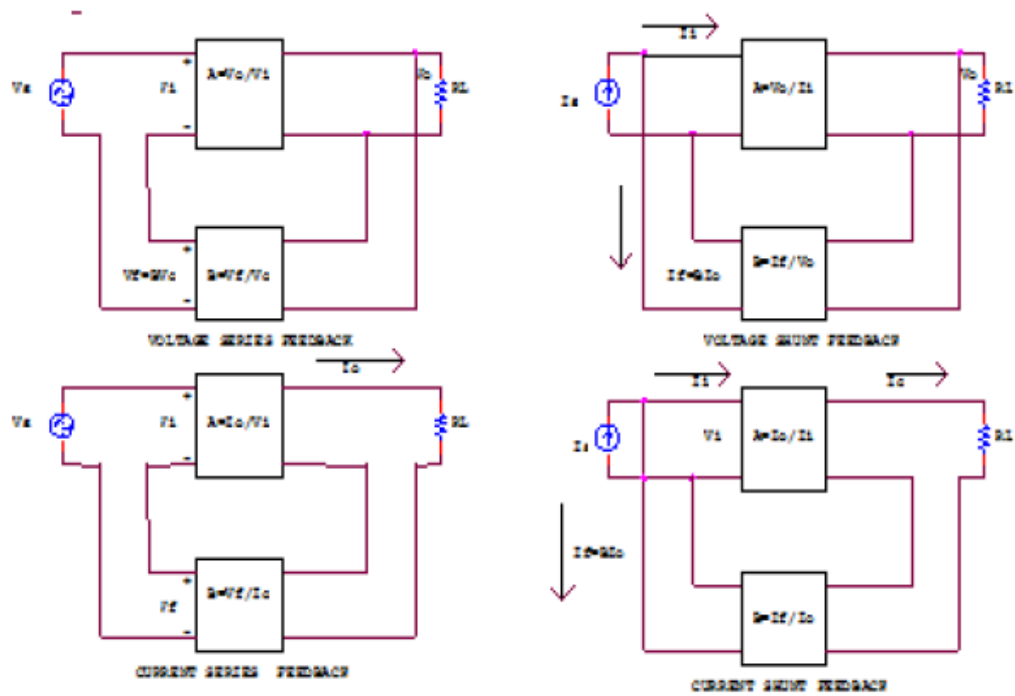 Vs
+
Vi
-
A=Vo/Vi
Vo
RL
+
Vf=BVo
-
B=Vf/Vo
VOLTAGE SERIES FEEDBACK
Ii
Is
A=Vo/Ii
Vo
RL
If=BIo
B=If/Vo
VOLTAGE SHUNT FEEDBACK
Io
Vs
+
Vi
-
A=Io/Vi
RL
+
Vf
-
B=Vf/Io
CURRENT SERIES FEEDBACK
Ii
Io
Is
Vi
A=Io/Ii
RL
If=BIo
B=If/Io
CURRENT SHUNT FEEDBACK